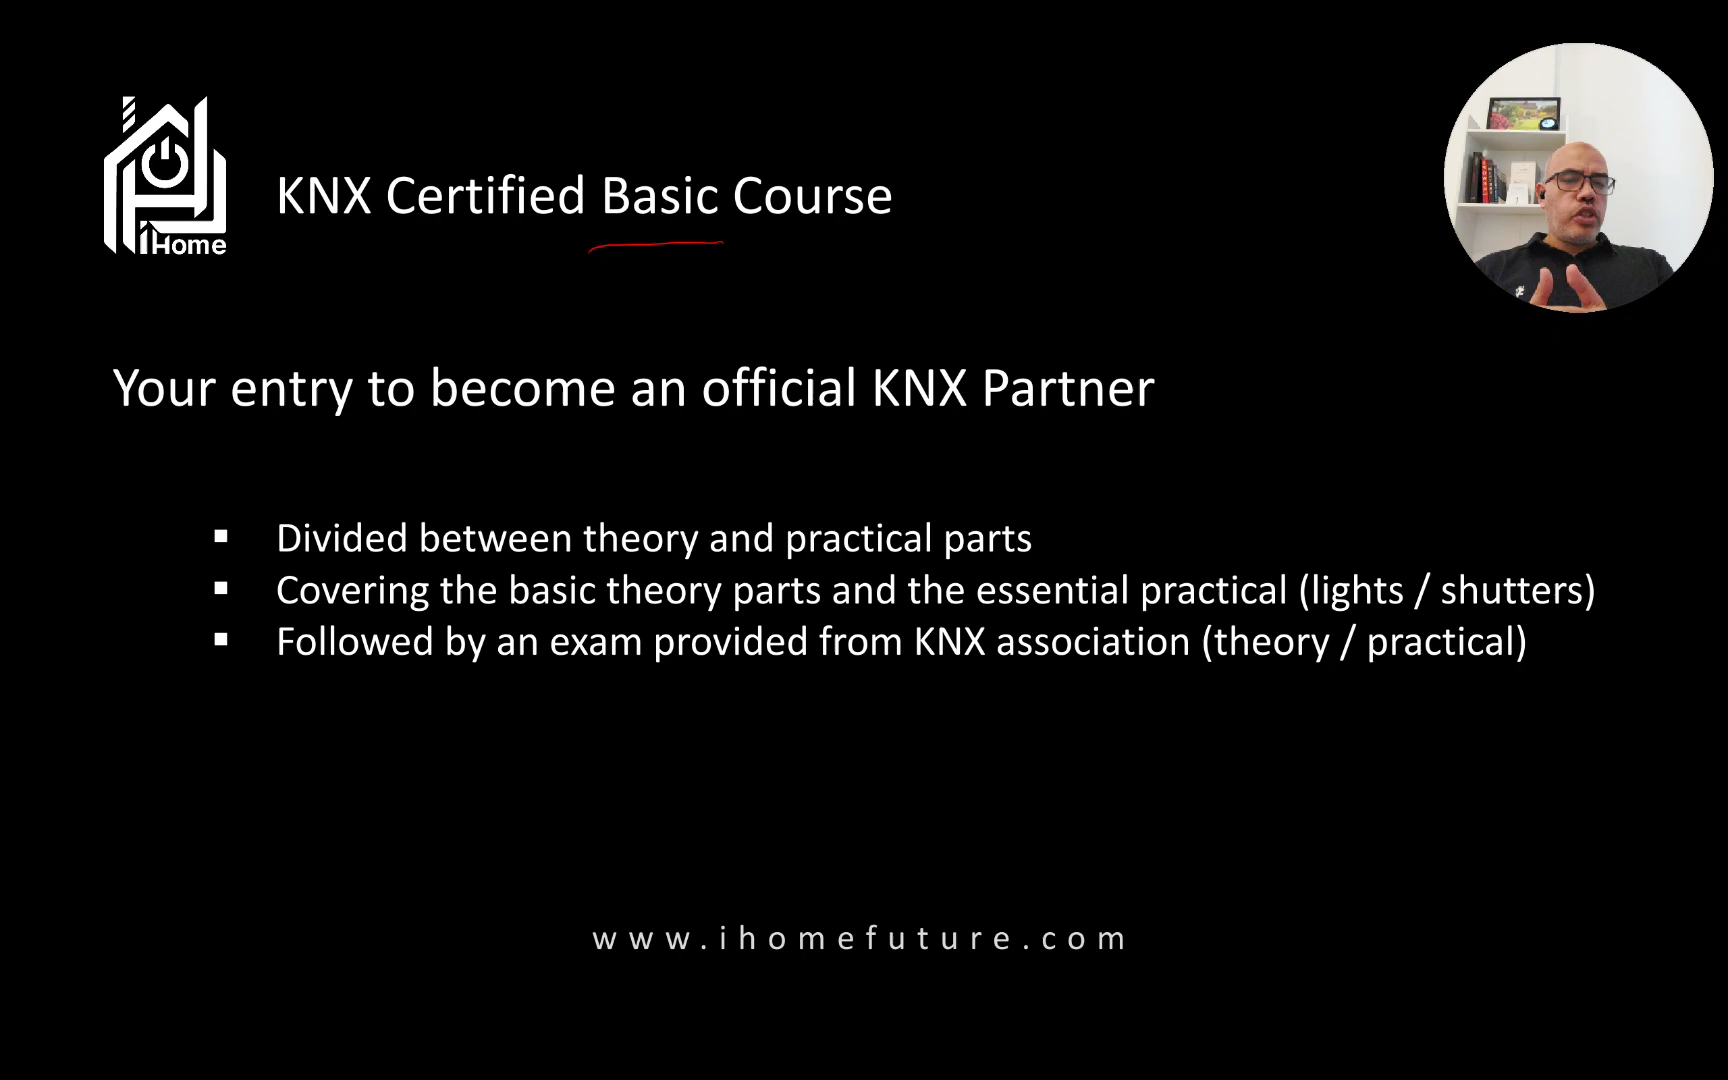 iHome
KNX Certified Basic Course
Your entry to become an official KNX Partner
▪ Divided between theory and practical parts
▪ Covering the basic theory parts and the essential practical (lights / shutters)
▪ Followed by an exam provided from KNX association (theory / practical)
www.ihomefuture.com